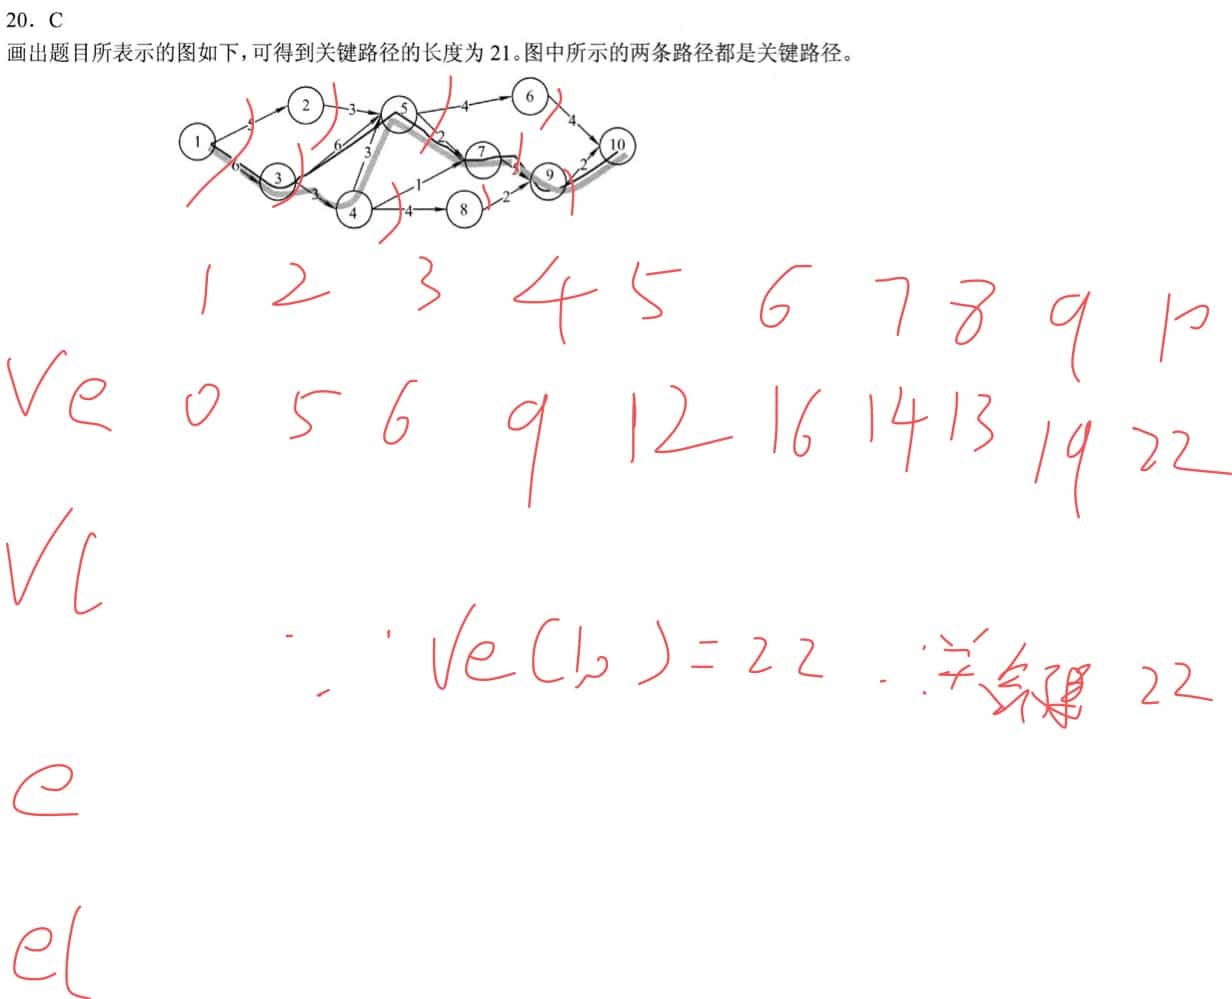 20. C
画出题目所表示的图如下,可得到关键路径的长度为 21。图中所示的两条路径都是关键路径。
2 6
3 5 4
1 5 6 2 4 10
6 3 7 2
3 3 1 9
4 4 8 2
1 2 3 4 5 6 7 8 9 10
Ve 0 5 6 9 12 16 14 13 19 22
Vl
∵ Ve(10)=22 ∴关键 22
e
el